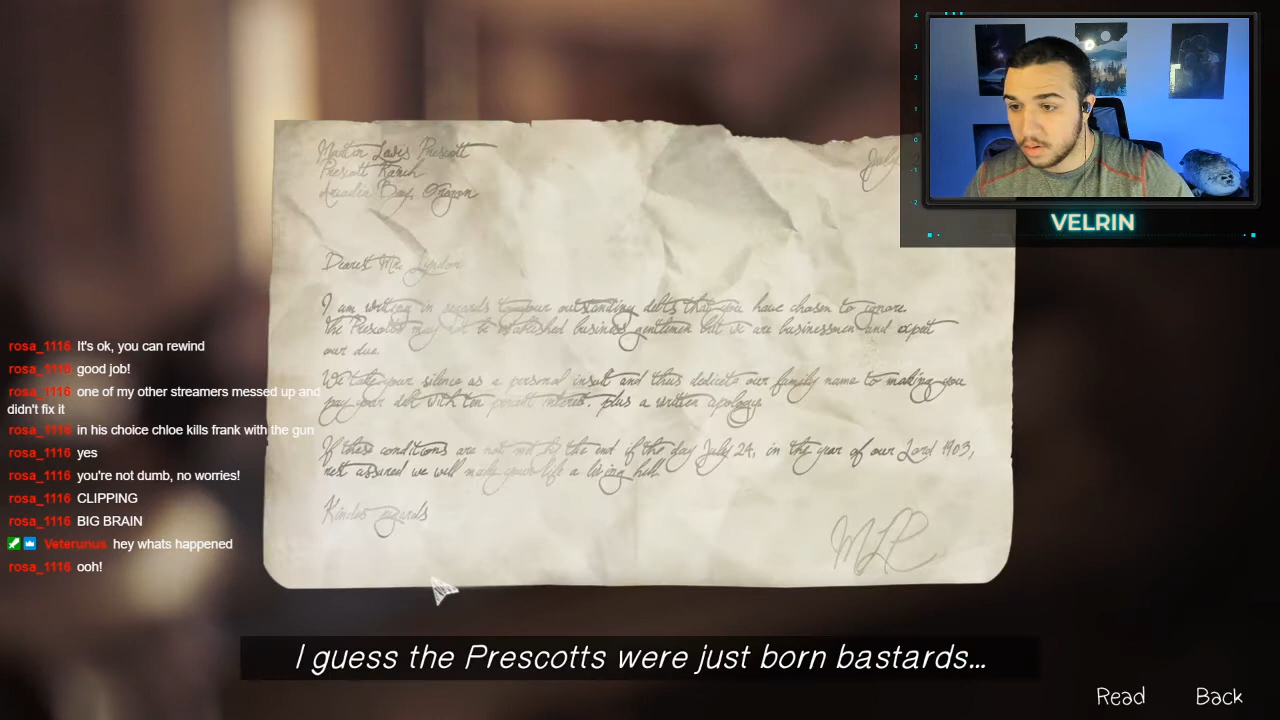 Martin Lewis Prescott
Prescott Ranch
Arcadia Bay, Oregon
July
Dearest Mr. Lyndon
I am writing in regards to your outstanding debts that you have chosen to ignore.
The Prescotts may not be established business gentlemen but we are businessmen and expect
our due.
We take your silence as a personal insult and thus dedicate our family name to making you
pay your debt with ten percent interest, plus a written apology.
If these conditions are not met by the end if the day July 24, in the year of our Lord 1903,
rest assured we will make your life a living hell.
Kindest regards
MLP
VELRIN
rosa_1116 It's ok, you can rewind
rosa_1116 good job!
rosa_1116 one of my other streamers messed up and
didn't fix it
rosa_1116 in his choice chloe kills frank with the gun
rosa_1116 yes
rosa_1116 you're not dumb, no worries!
rosa_1116 CLIPPING
rosa_1116 BIG BRAIN
Veterunus hey whats happened
rosa_1116 ooh!
I guess the Prescotts were just born bastards...
Read Back